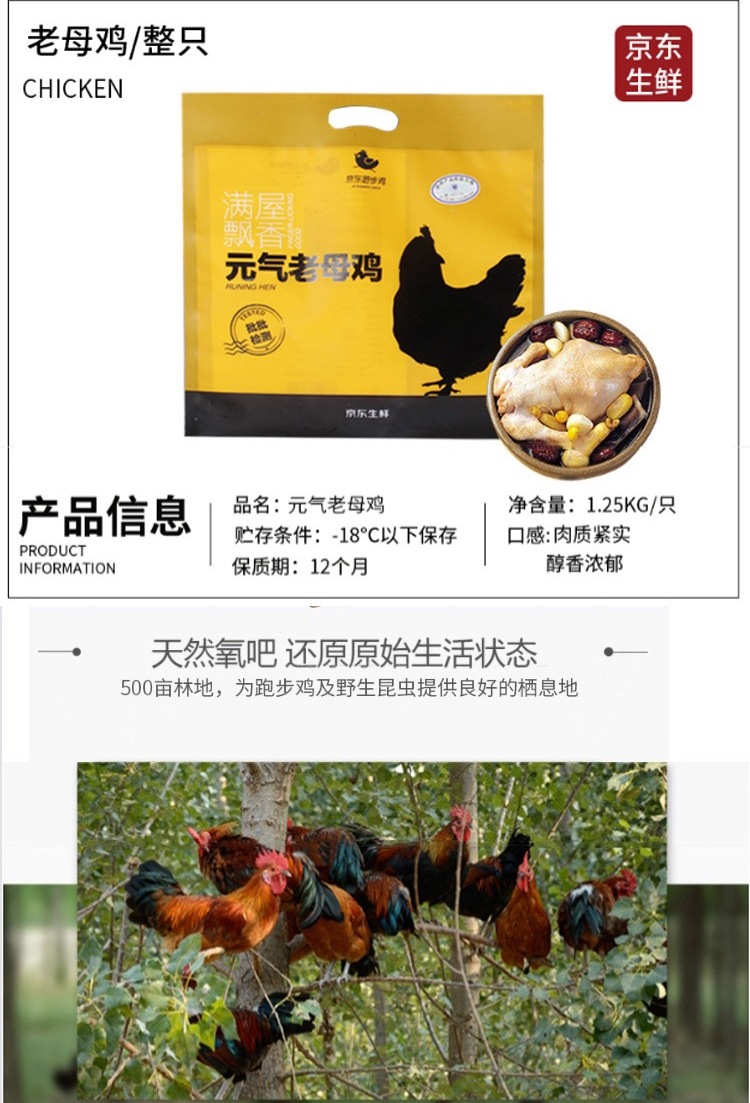 老母鸡/整只
CHICKEN
京东
生鲜
京东跑步鸡
满屋
飘香
FINGER-LICKING
GOOD
元气老母鸡
RUNING HEN
TESTED
批批
检测
京东生鲜
产品信息
PRODUCT
INFORMATION
品名：元气老母鸡
贮存条件：-18℃以下保存
保质期：12个月
净含量：1.25KG/只
口感:肉质紧实
醇香浓郁
天然氧吧 还原原始生活状态
500亩林地，为跑步鸡及野生昆虫提供良好的栖息地